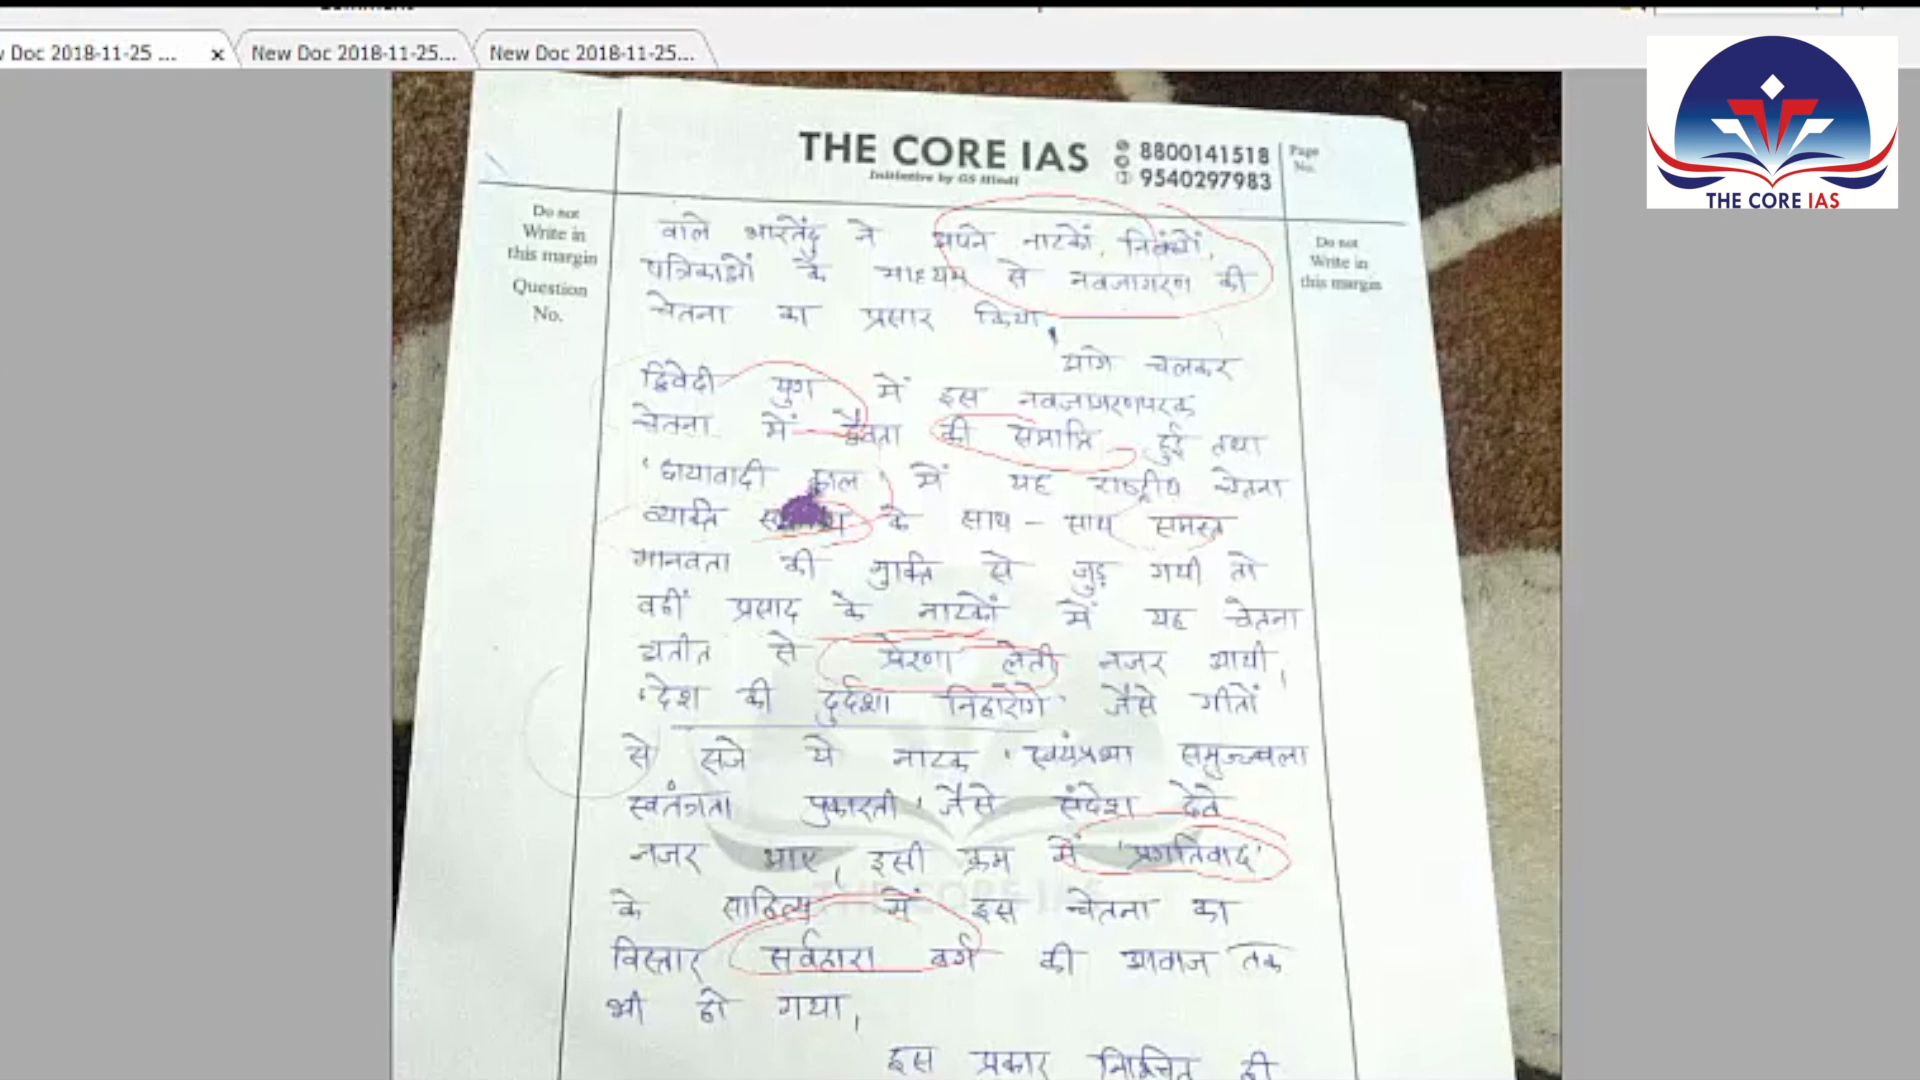 New Doc 2018-11-25 ...
New Doc 2018-11-25...
New Doc 2018-11-25...
THE CORE IAS
THE CORE IAS
Initiative by GS Hindi
8800141518
9540297983
Page
No.
Do not
Write in
this margin
Question
No.
Do not
Write in
this margin
वाले भारतेंदु ने अपने नाटकों, निबंधों,
पत्रिकाओं के माध्यम से नवजागरण की
चेतना का प्रसार किया,
आगे चलकर
द्विवेदी युग में इस नवजागरणपरक
चेतना में द्वैतता की समाप्ति हुई तथा
'छायावादी काल' में यह राष्ट्रीय चेतना
व्यक्ति के साथ - साथ समस्त
मानवता की मुक्ति से जुड़ गयी तो
वहीं प्रसाद के नाटकों में यह चेतना
अतीत से प्रेरणा लेती नजर आयी,
'देश की दुर्दशा निहारोगे' जैसे गीतों
से सजे ये नाटक 'स्वयंप्रभा समुज्ज्वला
स्वतंत्रता पुकारती' जैसे संदेश देते
नजर आए, इसी क्रम में 'प्रगतिवाद'
के साहित्य में इस चेतना का
विस्तार सर्वहारा वर्ग की आवाज तक
भी हो गया,
इस प्रकार निश्चित ही
THE CORE IAS